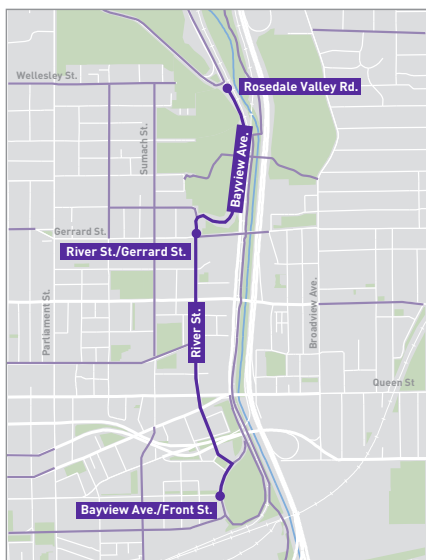 Wellesley St.
Rosedale Valley Rd.
Sumach St.
Bayview Ave.
Gerrard St.
River St./Gerrard St.
Parliament St.
River St.
Broadview Ave.
Queen St
Bayview Ave./Front St.